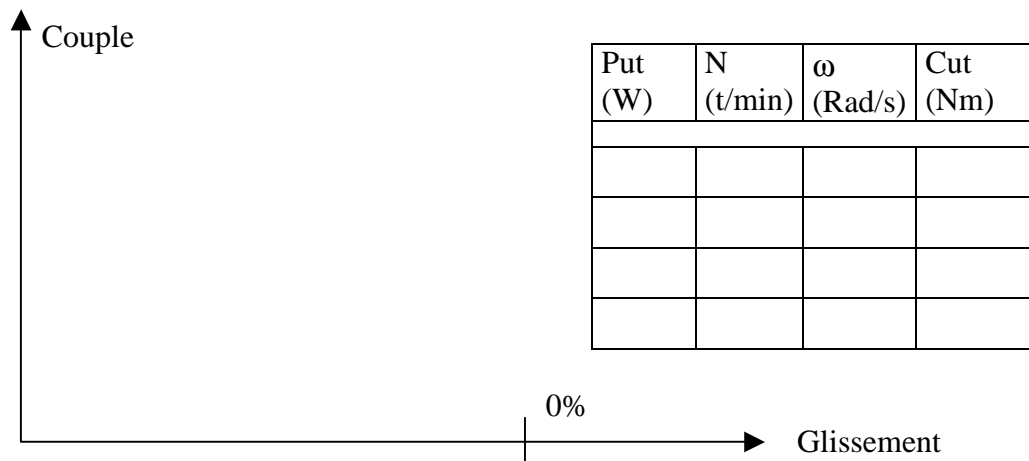 Couple
Put N ω Cut
(W) (t/min) (Rad/s) (Nm)
0%
Glissement